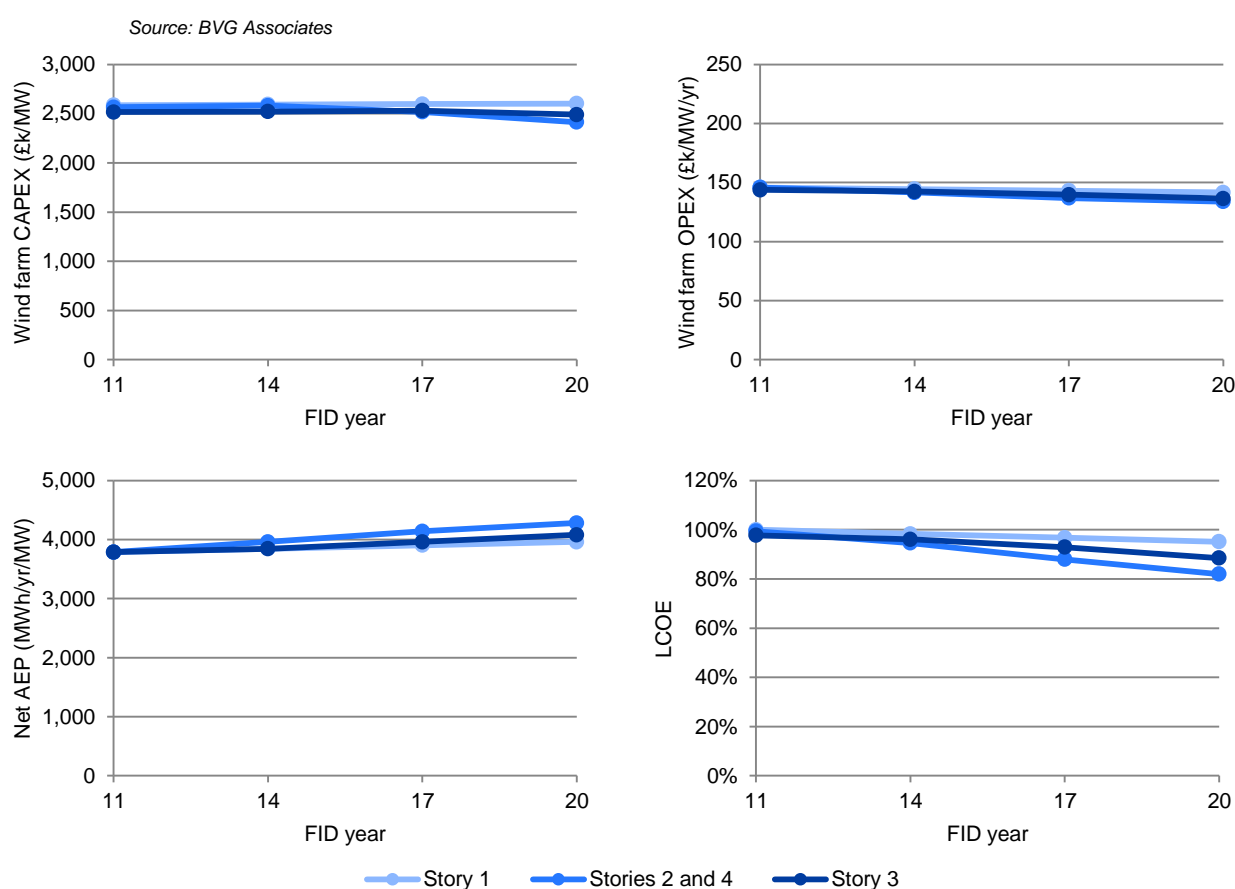 Source: BVG Associates
Wind farm CAPEX (£k/MW)
3,000
2,500
2,000
1,500
1,000
500
0
11 14 17 20
FID year
Wind farm OPEX (£k/MW/yr)
250
200
150
100
50
0
11 14 17 20
FID year
Net AEP (MWh/yr/MW)
5,000
4,000
3,000
2,000
1,000
0
11 14 17 20
FID year
LCOE
120%
100%
80%
60%
40%
20%
0%
11 14 17 20
FID year
Story 1 Stories 2 and 4 Story 3